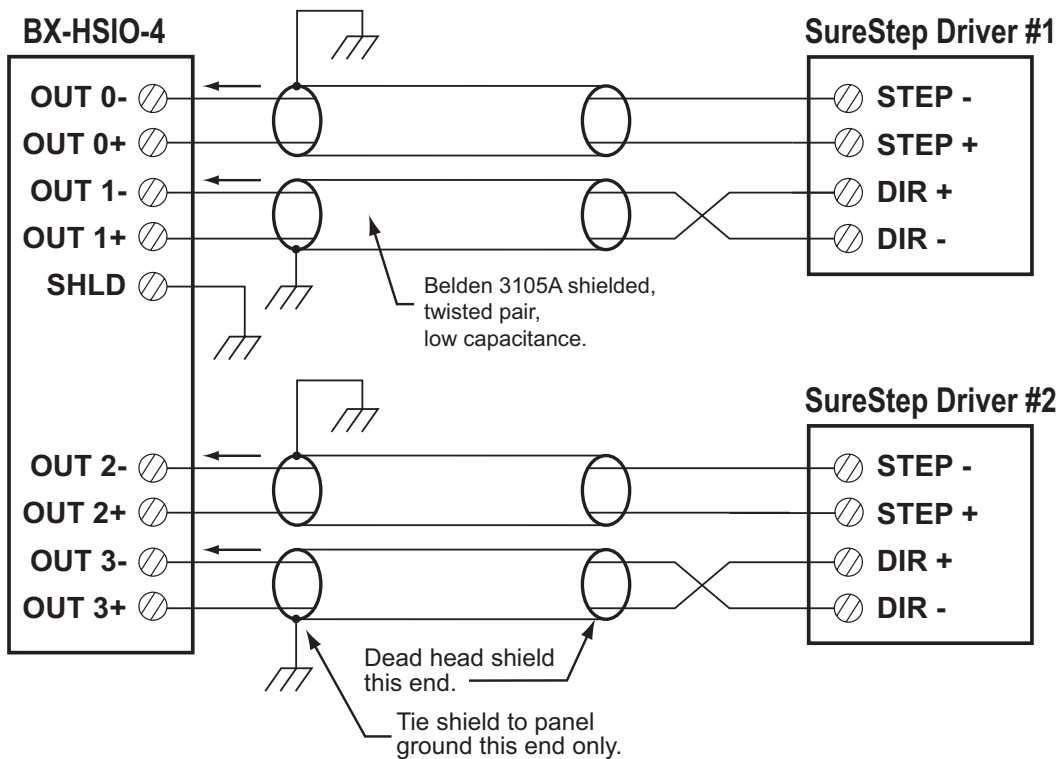 BX-HSIO-4
SureStep Driver #1
OUT 0-
STEP -
OUT 0+
STEP +
OUT 1-
DIR +
OUT 1+
DIR -
SHLD
Belden 3105A shielded,
twisted pair,
low capacitance.
SureStep Driver #2
OUT 2-
STEP -
OUT 2+
STEP +
OUT 3-
DIR +
OUT 3+
DIR -
Dead head shield
this end.
Tie shield to panel
ground this end only.